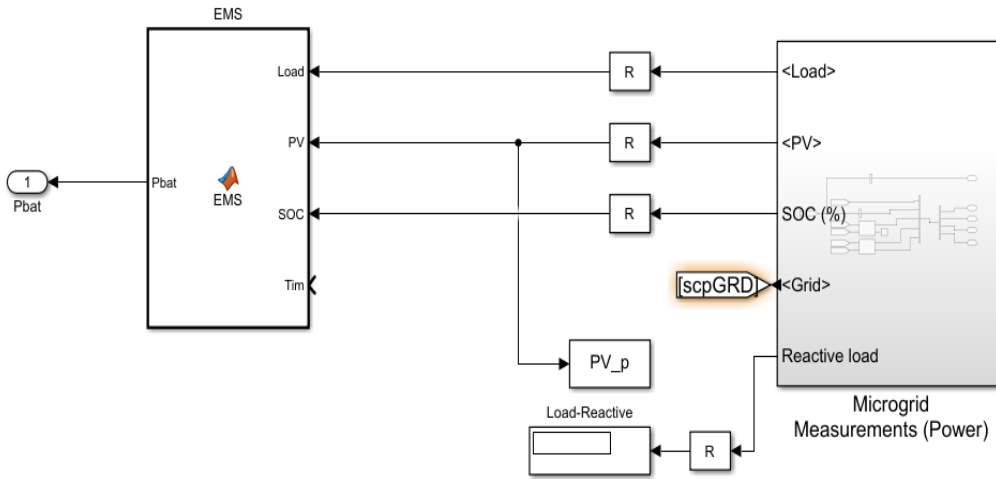 EMS
Load
R
<Load>
PV
R
<PV>
1
Pbat
Pbat
EMS
SOC
R
SOC (%)
Tim
[scpGRD]
<Grid>
PV_p
Reactive load
Load-Reactive
R
Microgrid
Measurements (Power)